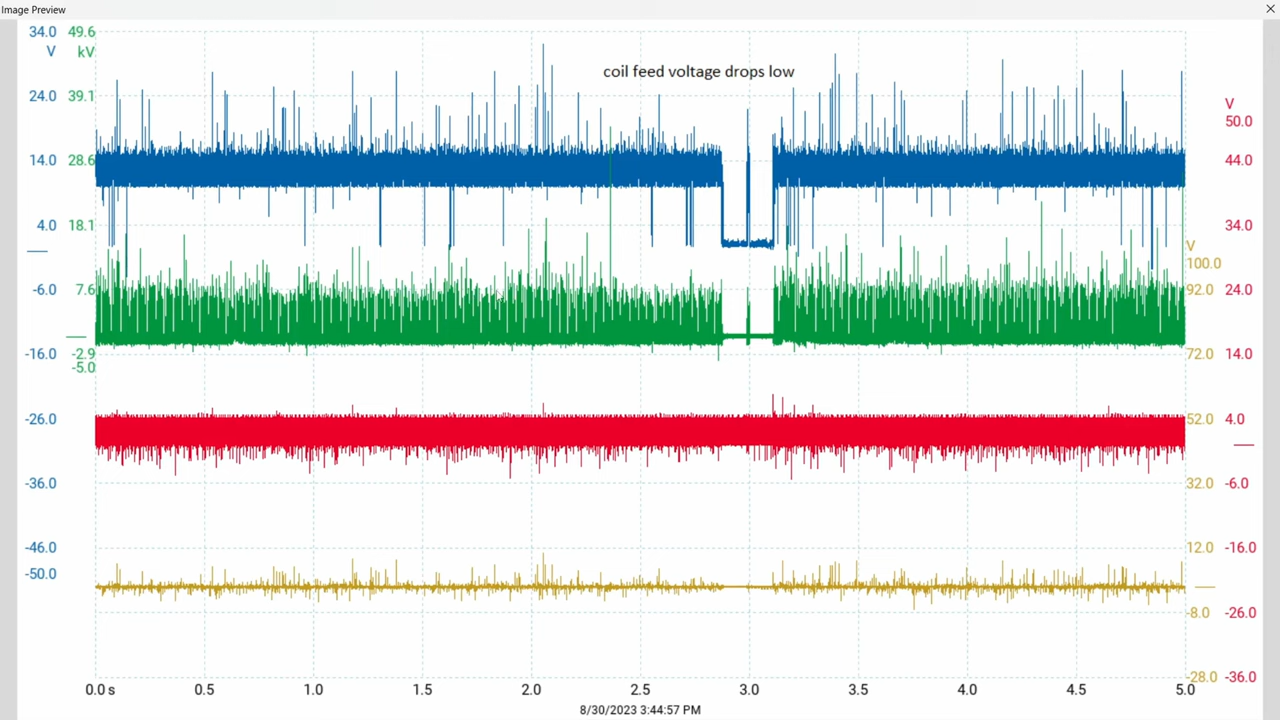 Image Preview
34.0 49.6
V kV
coil feed voltage drops low
24.0 39.1
V
50.0
14.0 28.6 44.0
4.0 18.1 34.0
V
100.0
-6.0 7.6 92.0 24.0
-16.0 -2.9 72.0 14.0
-5.0
-26.0 52.0 4.0
-36.0 32.0 -6.0
-46.0 12.0 -16.0
-50.0
-8.0 -26.0
-28.0 -36.0
0.0 s 0.5 1.0 1.5 2.0 2.5 3.0 3.5 4.0 4.5 5.0
8/30/2023 3:44:57 PM